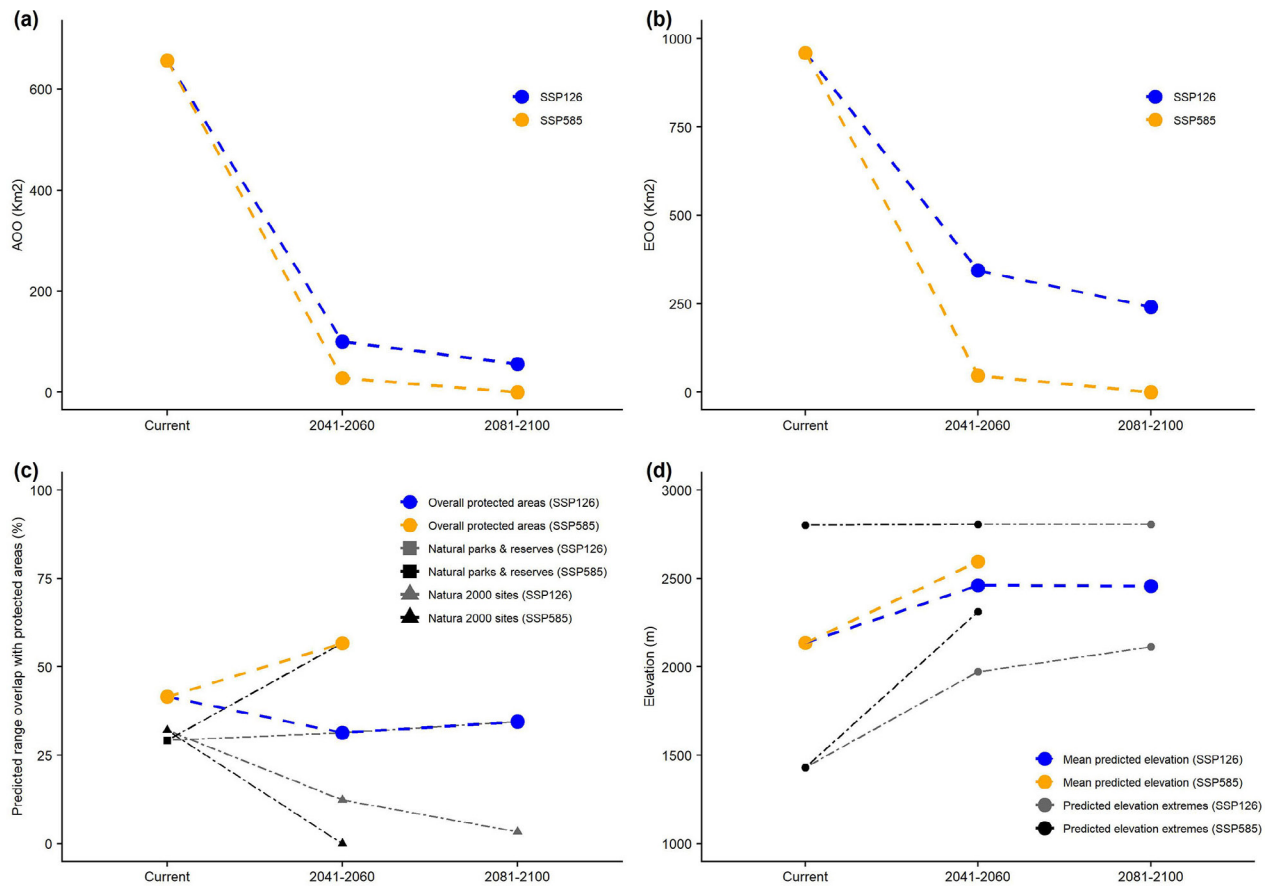 (a)
AOO (Km2)
600
400
200
0
SSP126
SSP585
Current
2041-2060
2081-2100
(b)
EOO (Km2)
1000
750
500
250
0
SSP126
SSP585
Current
2041-2060
2081-2100
(c)
Predicted range overlap with protected areas (%)
100
75
50
25
0
Overall protected areas (SSP126)
Overall protected areas (SSP585)
Natural parks & reserves (SSP126)
Natural parks & reserves (SSP585)
Natura 2000 sites (SSP126)
Natura 2000 sites (SSP585)
Current
2041-2060
2081-2100
(d)
Elevation (m)
3000
2500
2000
1500
1000
Mean predicted elevation (SSP126)
Mean predicted elevation (SSP585)
Predicted elevation extremes (SSP126)
Predicted elevation extremes (SSP585)
Current
2041-2060
2081-2100